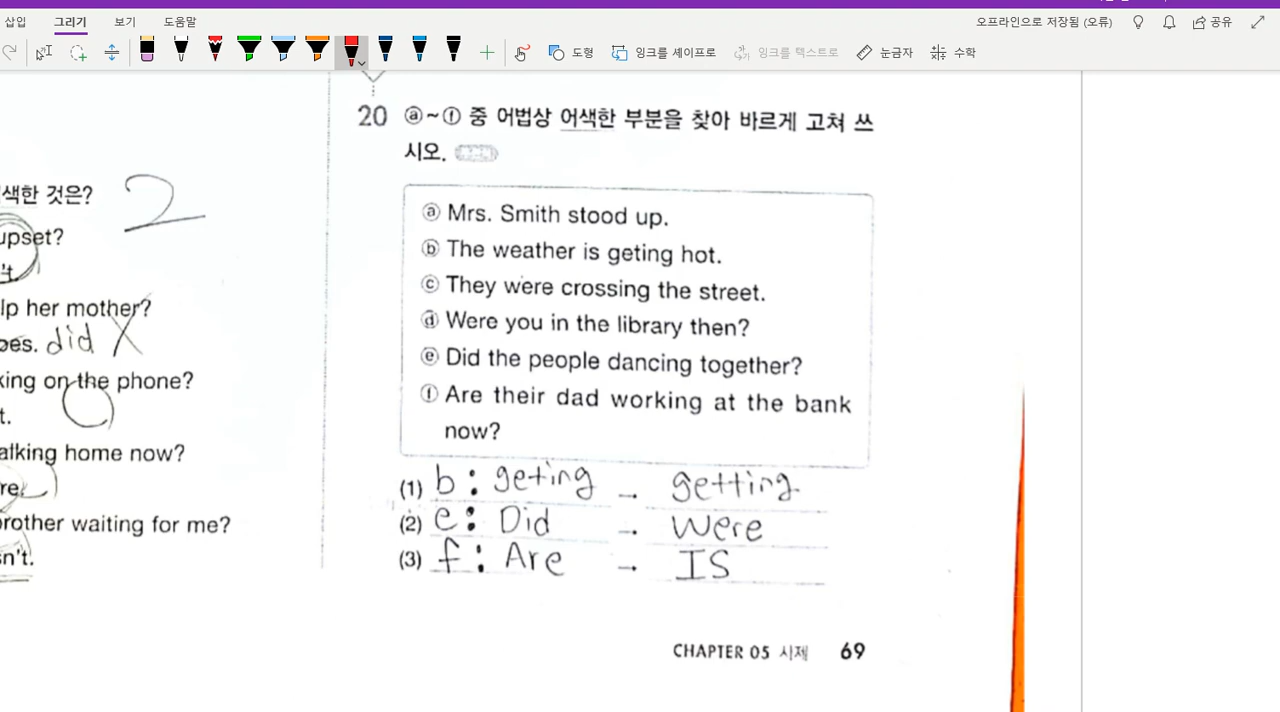 삽입 그리기 보기 도움말 오프라인으로 저장됨 (오류) 공유
도형 잉크를 셰이프로 잉크를 텍스트로 눈금자 수학
색한 것은? 2
upset?
't.
lp her mother?
oes. did X
king on the phone?
t.
alking home now?
re.
brother waiting for me?
sn't.
20 ⓐ~ⓕ 중 어법상 어색한 부분을 찾아 바르게 고쳐 쓰
시오.
ⓐ Mrs. Smith stood up.
ⓑ The weather is geting hot.
ⓒ They were crossing the street.
ⓓ Were you in the library then?
ⓔ Did the people dancing together?
ⓕ Are their dad working at the bank
now?
(1) b : geting → getting
(2) e : Did → Were
(3) f : Are → IS
CHAPTER 05 시제 69